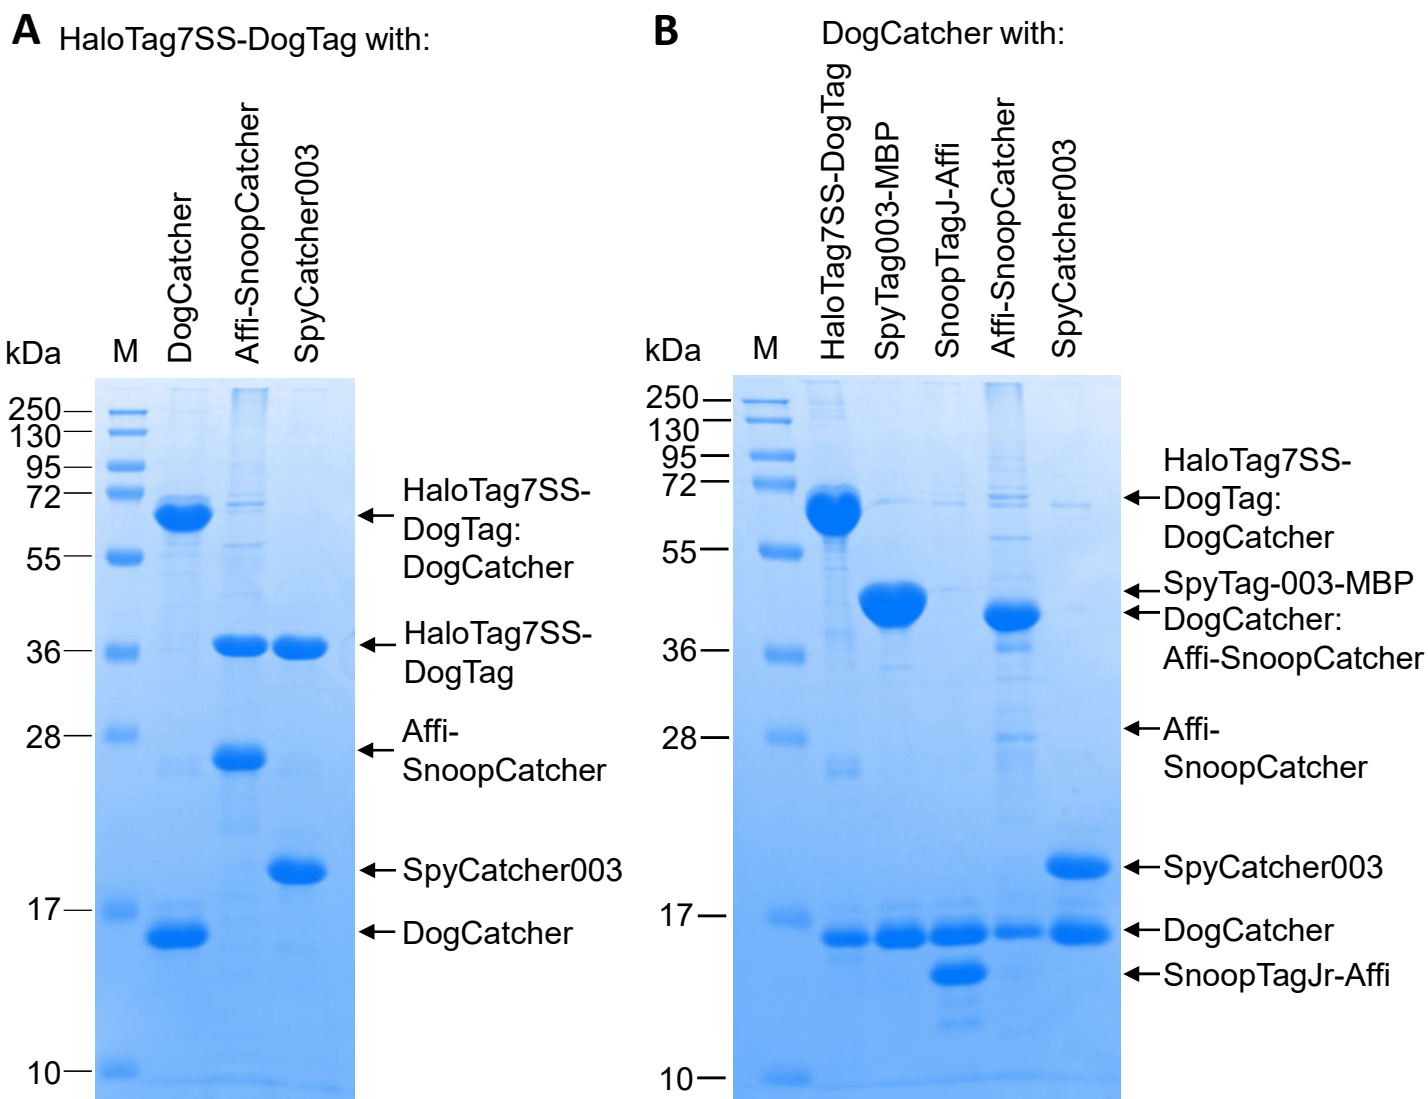 A HaloTag7SS-DogTag with:
DogCatcher
Affi-SnoopCatcher
SpyCatcher003
kDa M
250
130
95
72
55
36
28
17
10
HaloTag7SS-
DogTag:
DogCatcher
HaloTag7SS-
DogTag
Affi-
SnoopCatcher
SpyCatcher003
DogCatcher
B DogCatcher with:
HaloTag7SS-DogTag
SpyTag003-MBP
SnoopTagJ-Affi
Affi-SnoopCatcher
SpyCatcher003
kDa M
250
130
95
72
55
36
28
17
10
HaloTag7SS-
DogTag:
DogCatcher
SpyTag-003-MBP
DogCatcher:
Affi-SnoopCatcher
Affi-
SnoopCatcher
SpyCatcher003
DogCatcher
SnoopTagJr-Affi